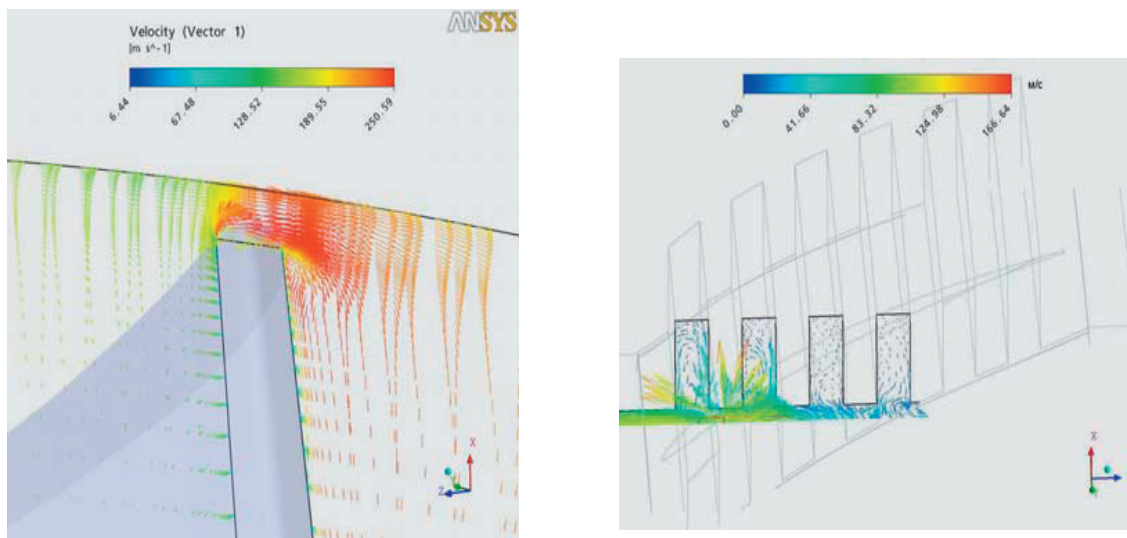 Velocity (Vector 1)
[m s^-1]
ANSYS
6.44
67.48
128.52
189.55
250.59
X
Z
м/с
0.00
41.66
83.32
124.98
166.64
X